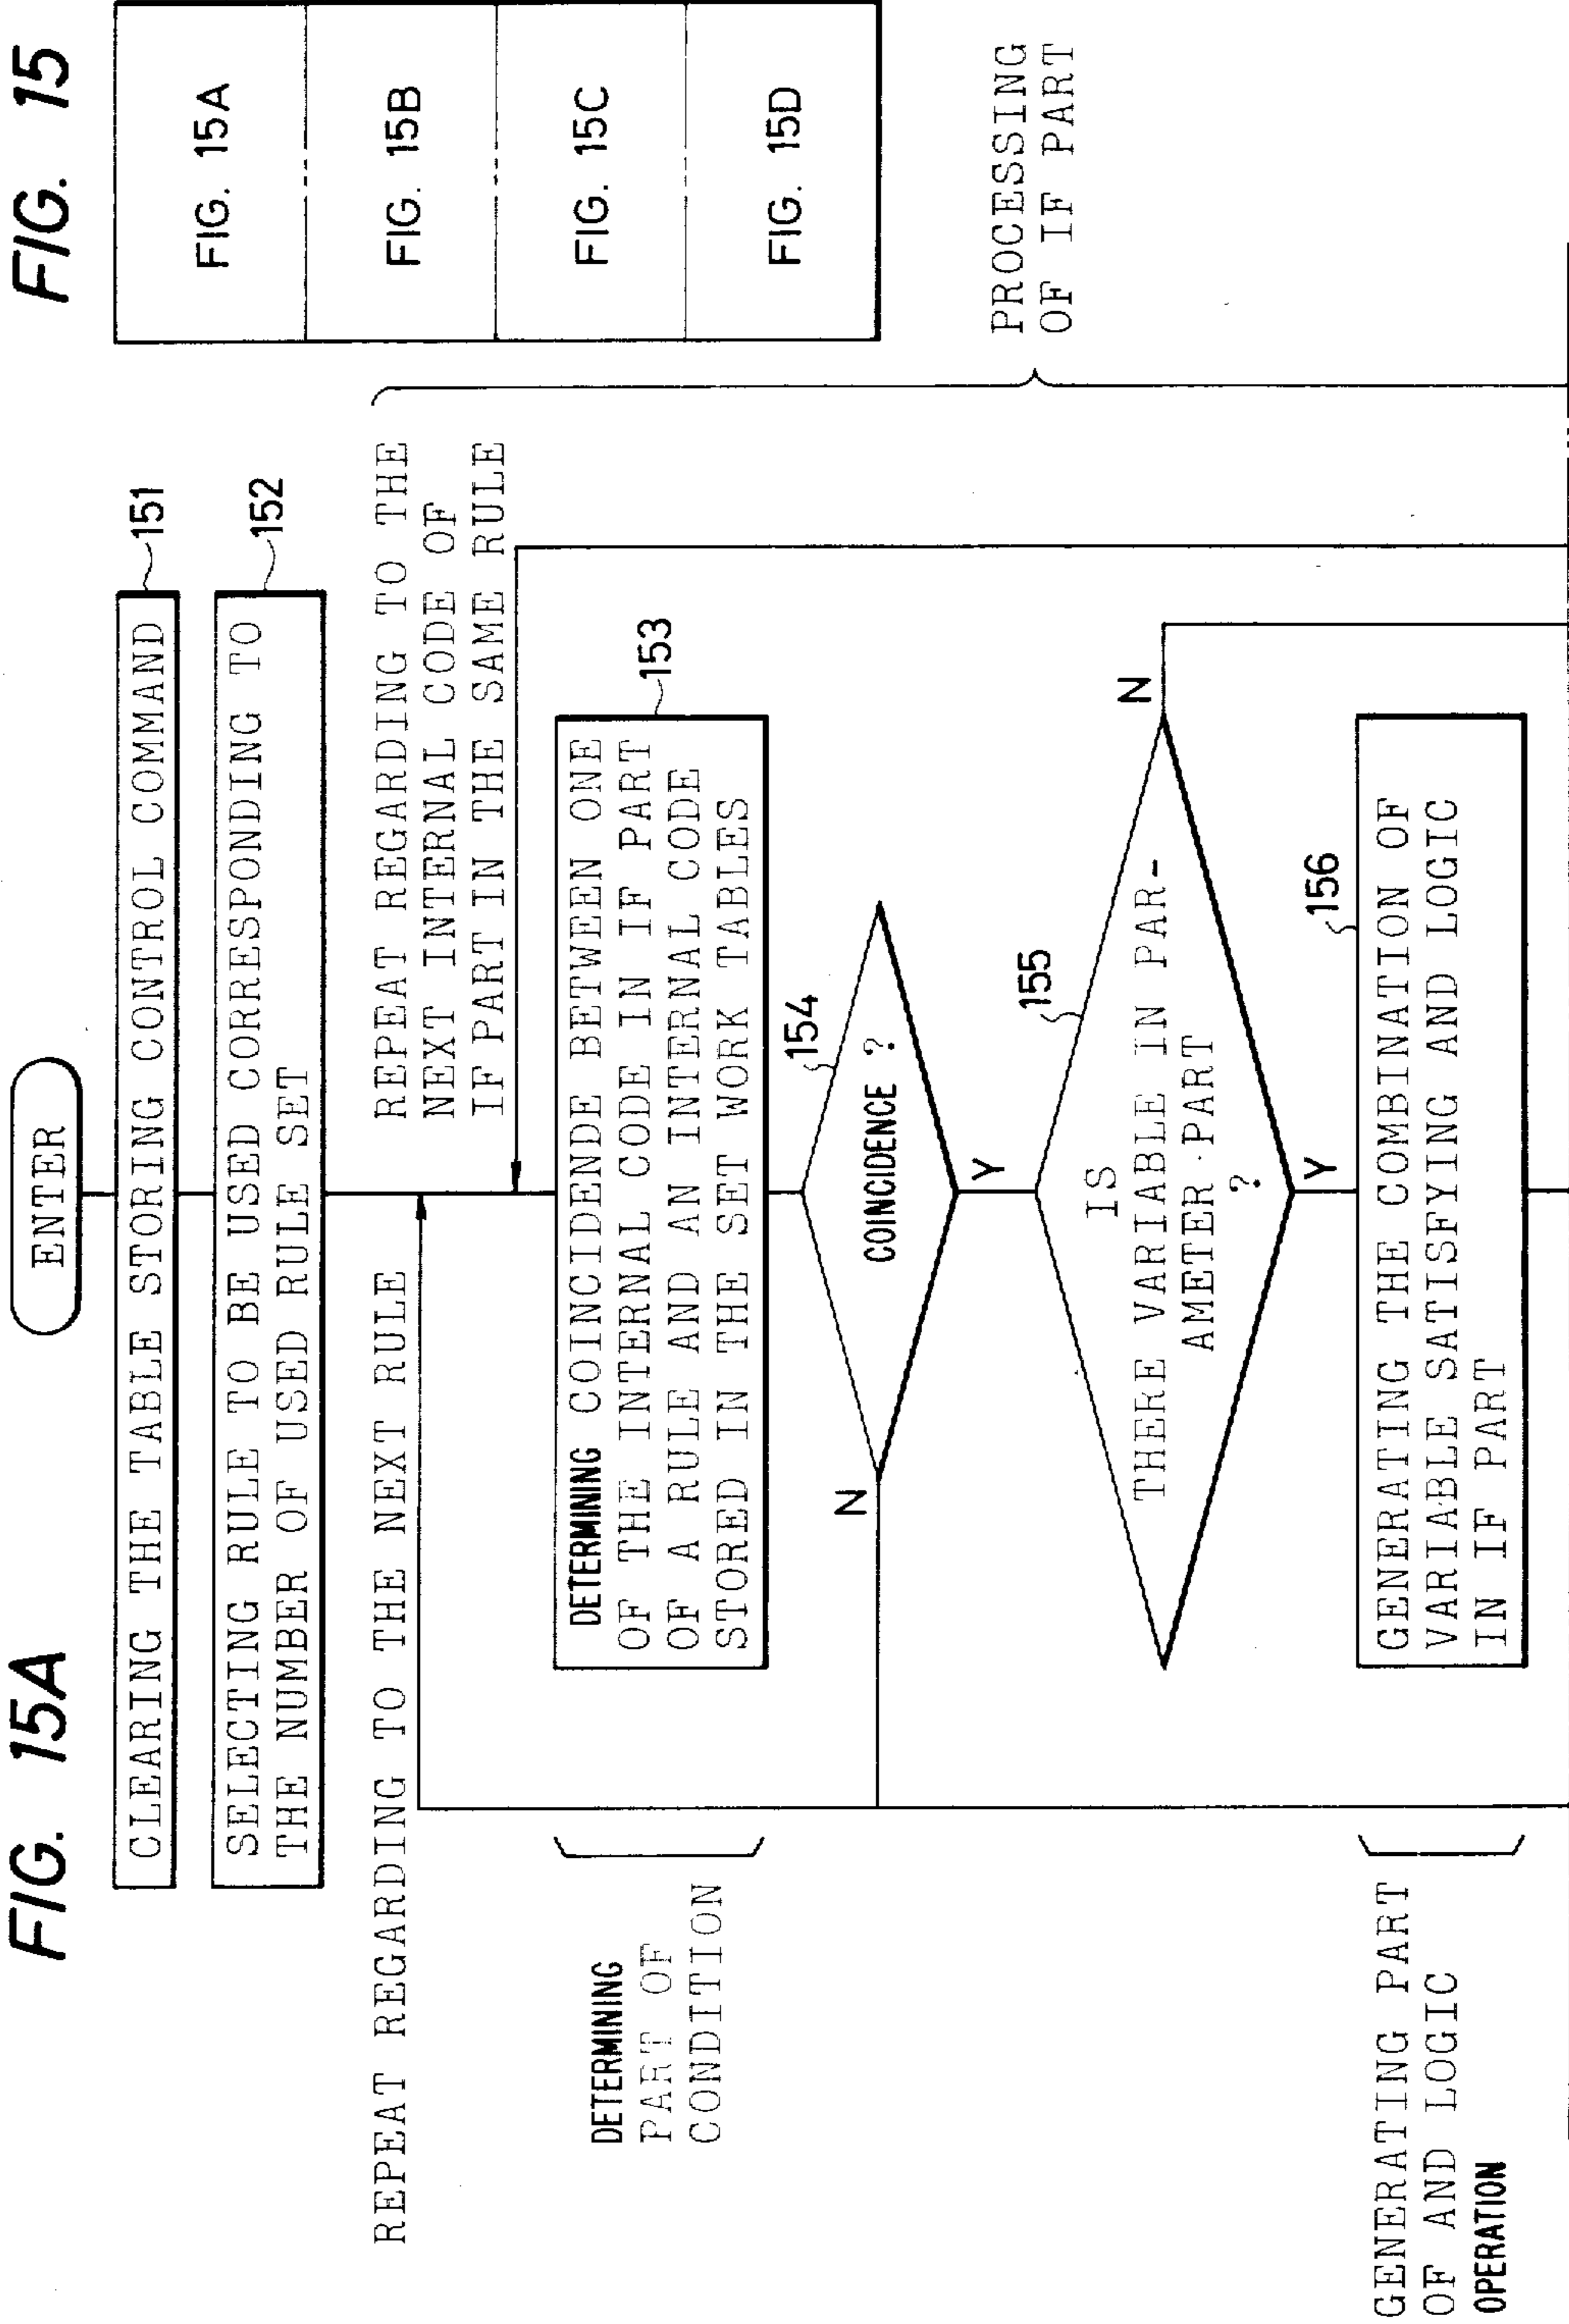 FIG. 15A
FIG. 15
FIG. 15A
FIG. 15B
FIG. 15C
FIG. 15D
ENTER
CLEARING THE TABLE STORING CONTROL COMMAND
151
SELECTING RULE TO BE USED CORRESPONDING TO
THE NUMBER OF USED RULE SET
152
REPEAT REGARDING TO THE NEXT RULE
REPEAT REGARDING TO THE
NEXT INTERNAL CODE OF
IF PART IN THE SAME RULE
DETERMINING
PART OF
CONDITION
DETERMINING COINCIDENDE BETWEEN ONE
OF THE INTERNAL CODE IN IF PART
OF A RULE AND AN INTERNAL CODE
STORED IN THE SET WORK TABLES
153
154
COINCIDENCE ?
N
Y
PROCESSING
OF IF PART
155
IS
THERE VARIABLE IN PAR-
AMETER PART
?
N
Y
156
GENERATING PART
OF AND LOGIC
OPERATION
GENERATING THE COMBINATION OF
VARIABLE SATISFYING AND LOGIC
IN IF PART